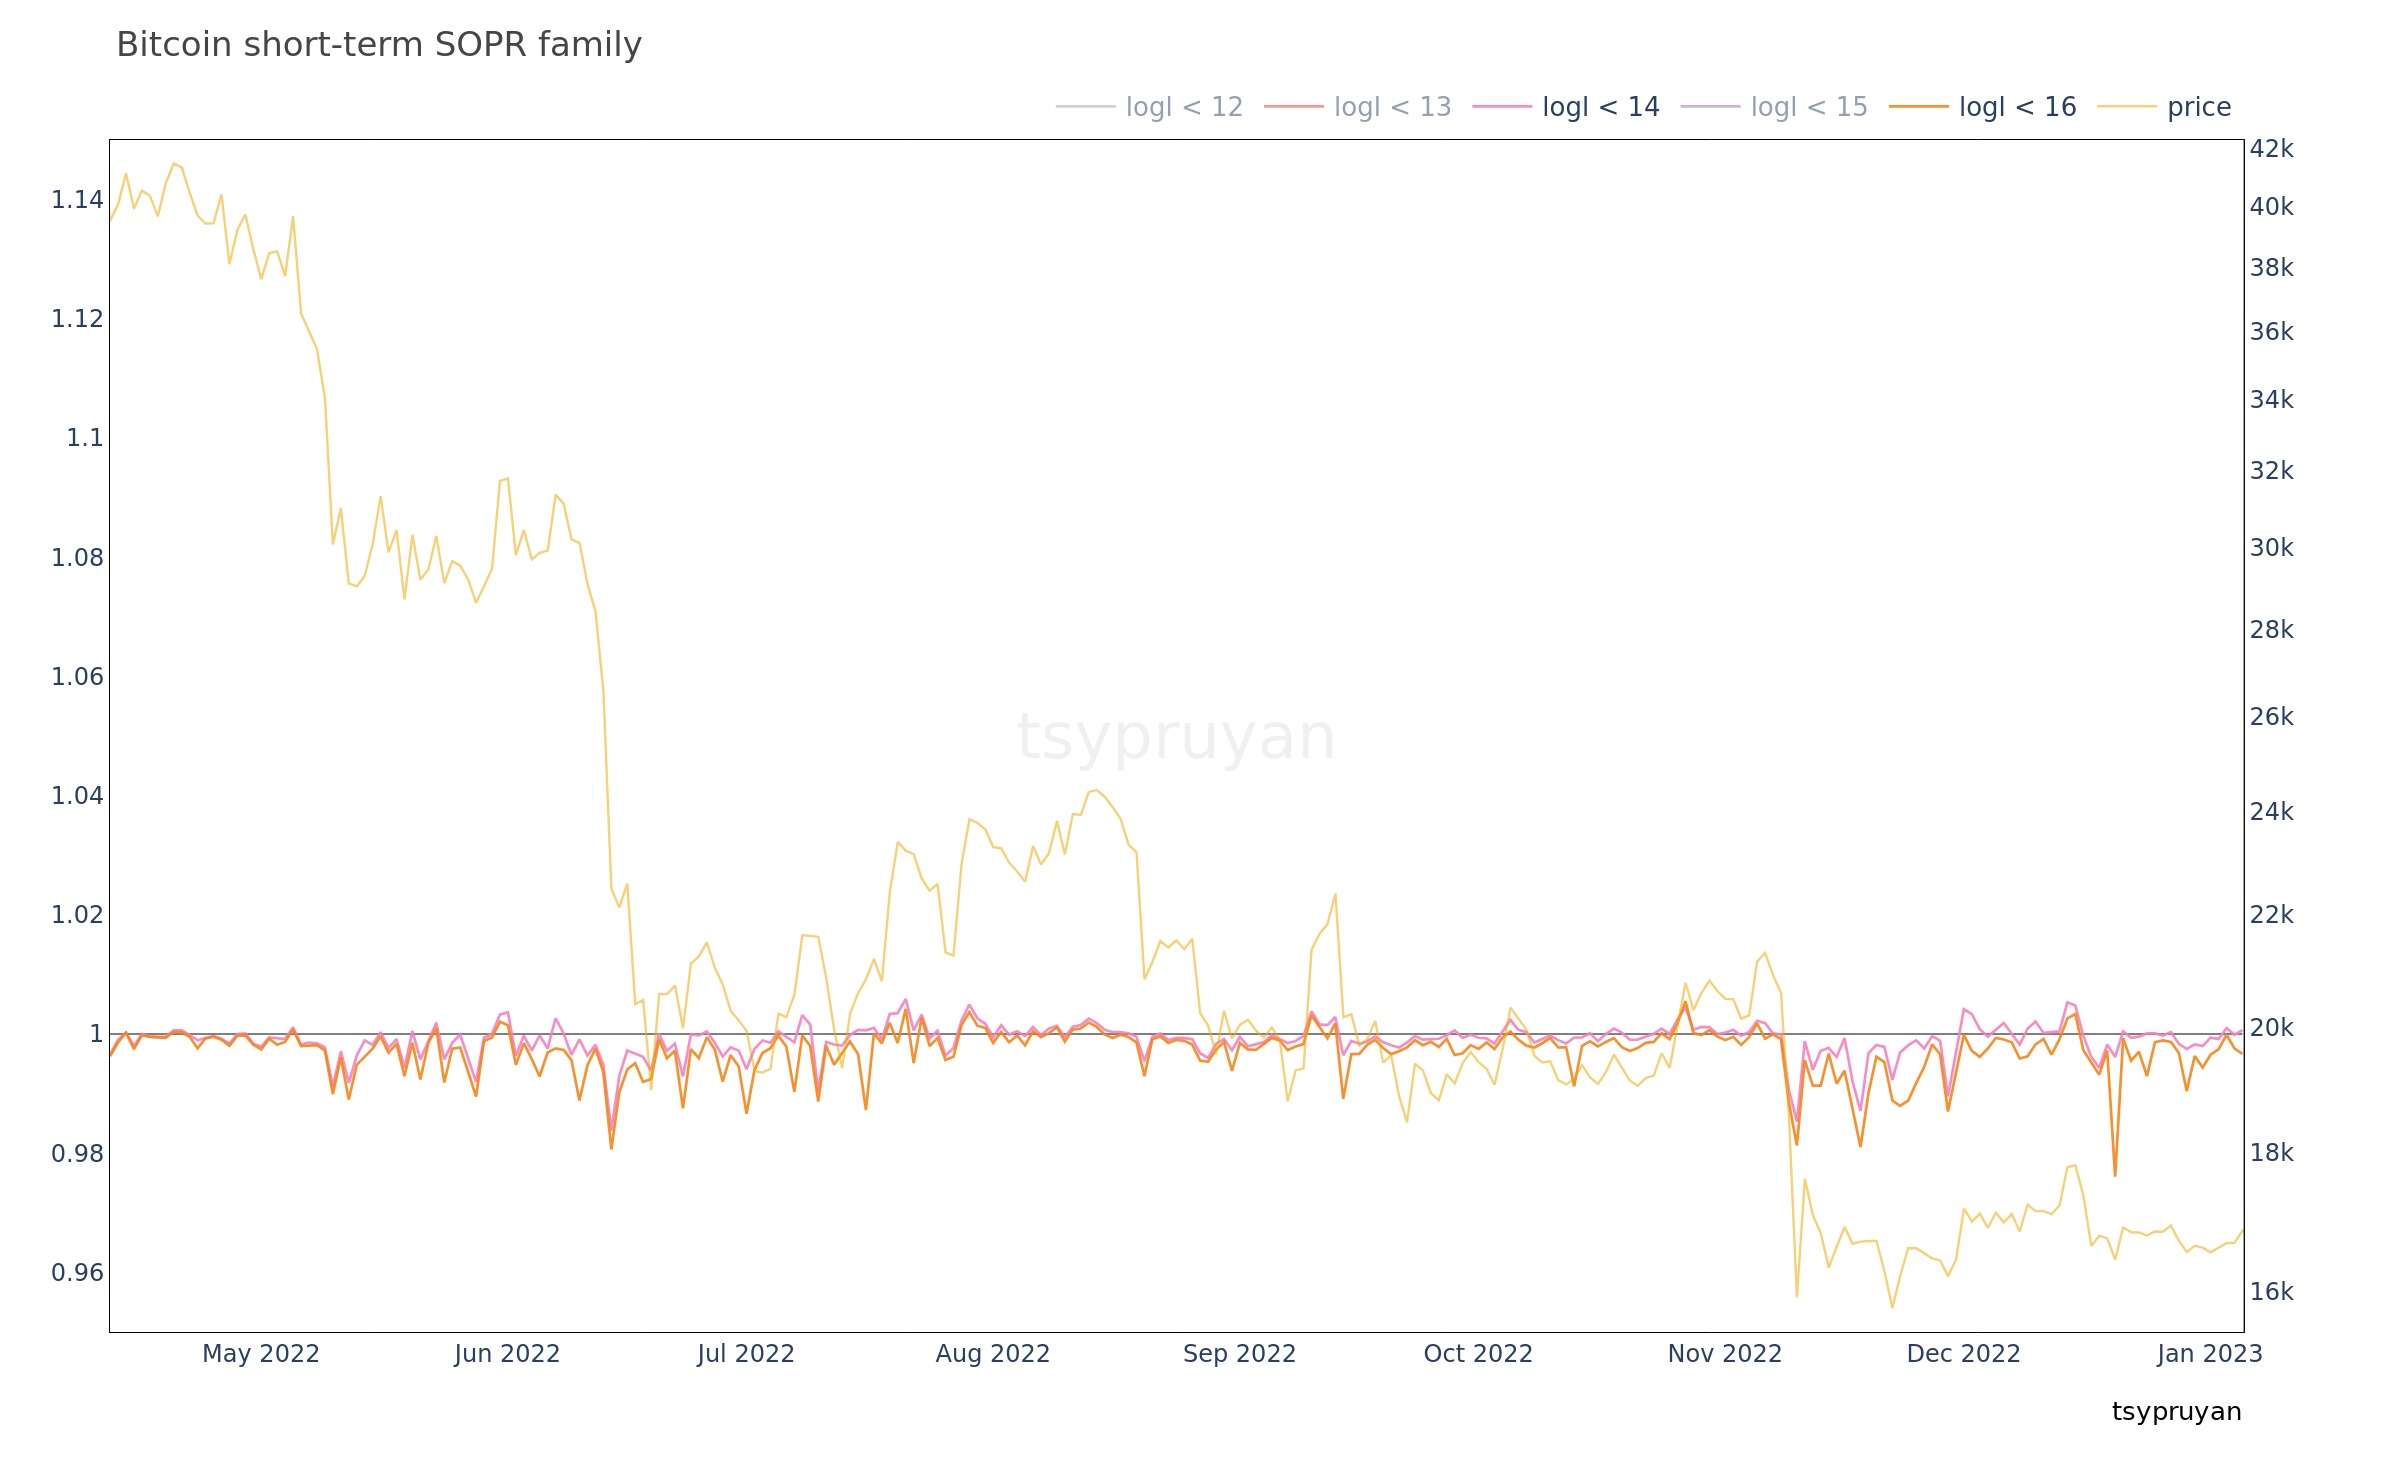 Bitcoin short-term SOPR family
logl < 12 logl < 13 logl < 14 logl < 15 logl < 16 price
42k
1.14
40k
38k
1.12
36k
34k
1.1
32k
1.08
30k
28k
1.06
26k
tsypruyan
1.04
24k
1.02
22k
1
20k
0.98
18k
0.96
16k
May 2022 Jun 2022 Jul 2022 Aug 2022 Sep 2022 Oct 2022 Nov 2022 Dec 2022 Jan 2023
tsypruyan